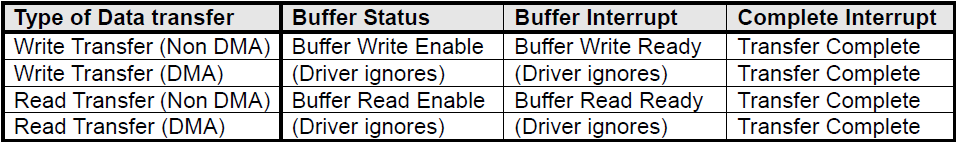 Type of Data transfer Buffer Status Buffer Interrupt Complete Interrupt
Write Transfer (Non DMA) Buffer Write Enable Buffer Write Ready Transfer Complete
Write Transfer (DMA) (Driver ignores) (Driver ignores) Transfer Complete
Read Transfer (Non DMA) Buffer Read Enable Buffer Read Ready Transfer Complete
Read Transfer (DMA) (Driver ignores) (Driver ignores) Transfer Complete